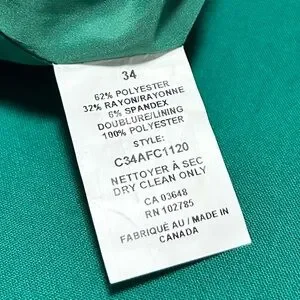 34
62% POLYESTER
32% RAYON/RAYONNE
6% SPANDEX
DOUBLURE/LINING
100% POLYESTER
STYLE:
C34AFC1120
NETTOYER À SEC
DRY CLEAN ONLY
CA 03648
RN 102785
FABRIQUÉ AU / MADE IN
CANADA